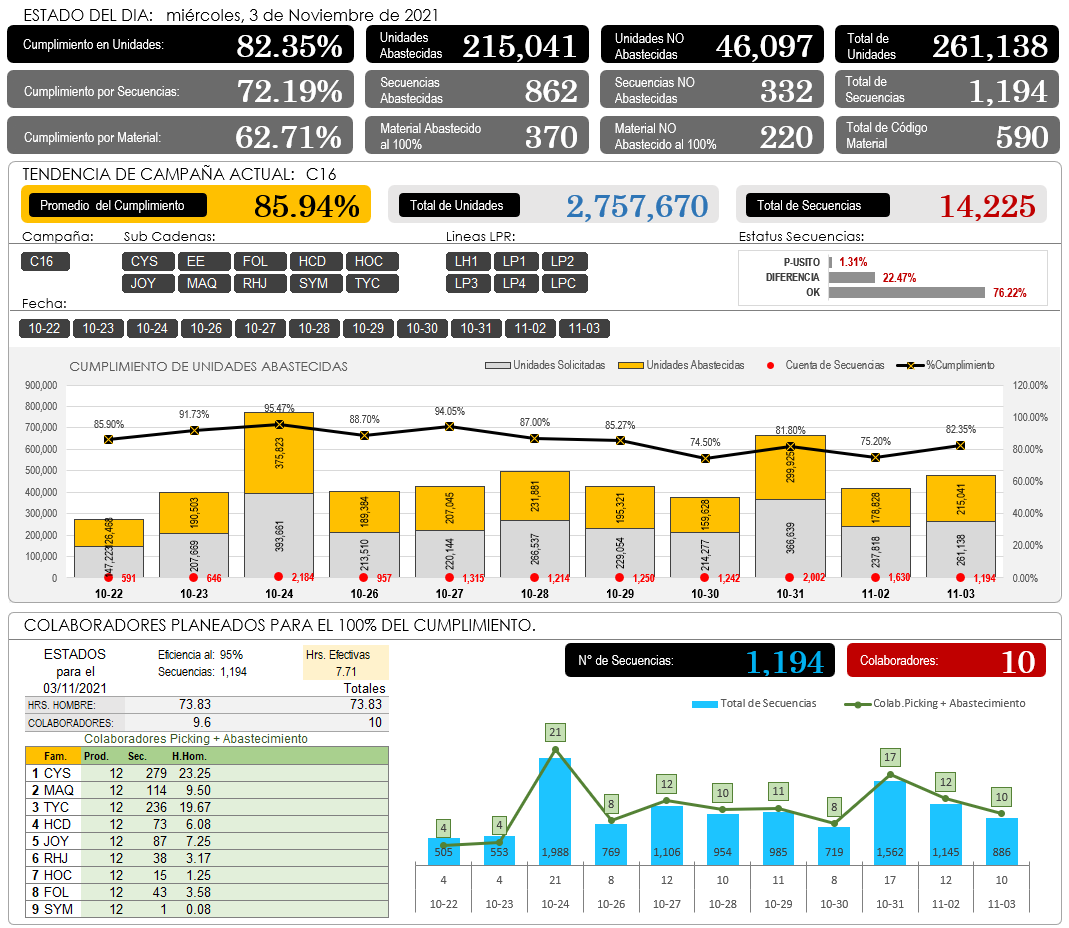 ESTADO DEL DIA: miércoles, 3 de Noviembre de 2021
Cumplimiento en Unidades: 82.35%
Unidades Abastecidas 215,041
Unidades NO Abastecidas 46,097
Total de Unidades 261,138
Cumplimiento por Secuencias: 72.19%
Secuencias Abastecidas 862
Secuencias NO Abastecidas 332
Total de Secuencias 1,194
Cumplimiento por Material: 62.71%
Material Abastecido al 100% 370
Material NO Abastecido al 100% 220
Total de Código Material 590
TENDENCIA DE CAMPAÑA ACTUAL: C16
Promedio del Cumplimiento 85.94%
Total de Unidades 2,757,670
Total de Secuencias 14,225
Campaña: Sub Cadenas: Lineas LPR: Estatus Secuencias:
C16 CYS EE FOL HCD HOC LH1 LP1 LP2
JOY MAQ RHJ SYM TYC LP3 LP4 LPC
P-USITO 1.31%
DIFERENCIA 22.47%
OK 76.22%
Fecha:
10-22 10-23 10-24 10-26 10-27 10-28 10-29 10-30 10-31 11-02 11-03
CUMPLIMIENTO DE UNIDADES ABASTECIDAS
Unidades Solicitadas Unidades Abastecidas Cuenta de Secuencias %Cumplimiento
900,000 120.00%
800,000 100.00%
700,000 80.00%
600,000 60.00%
500,000 40.00%
400,000 20.00%
300,000 0.00%
200,000
100,000
0
85.90% 91.73% 95.47% 88.70% 94.05% 87.00% 85.27% 74.50% 81.80% 75.20% 82.35%
126,468 190,503 375,823 189,384 207,045 231,881 195,321 159,628 299,925 178,828 215,041
147,223 207,669 393,661 213,510 220,144 266,537 229,054 214,277 366,639 237,818 261,138
591 646 2,184 957 1,315 1,214 1,250 1,242 2,002 1,630 1,194
10-22 10-23 10-24 10-26 10-27 10-28 10-29 10-30 10-31 11-02 11-03
COLABORADORES PLANEADOS PARA EL 100% DEL CUMPLIMIENTO.
ESTADOS para el 03/11/2021
Eficiencia al: 95%
Secuencias: 1,194
Hrs. Efectivas
7.71
Totales
HRS. HOMBRE: 73.83 73.83
COLABORADORES: 9.6 10
Colaboradores Picking + Abastecimiento
Fam. Prod. Sec. H.Hom.
1 CYS 12 279 23.25
2 MAQ 12 114 9.50
3 TYC 12 236 19.67
4 HCD 12 73 6.08
5 JOY 12 87 7.25
6 RHJ 12 38 3.17
7 HOC 12 15 1.25
8 FOL 12 43 3.58
9 SYM 12 1 0.08
N° de Secuencias: 1,194
Colaboradores: 10
Total de Secuencias Colab.Picking + Abastecimiento
4 4 21 8 12 10 11 8 17 12 10
505 553 1,988 769 1,106 954 985 719 1,562 1,145 886
4 4 21 8 12 10 11 8 17 12 10
10-22 10-23 10-24 10-26 10-27 10-28 10-29 10-30 10-31 11-02 11-03